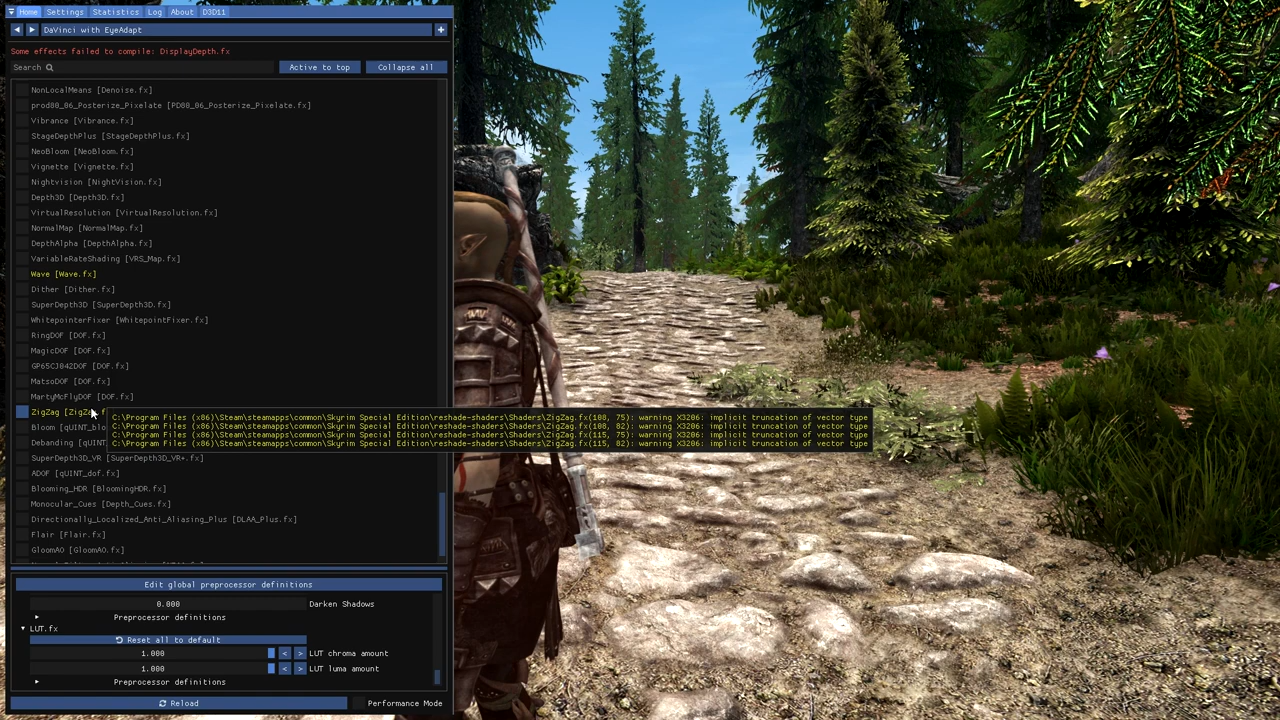 Home Settings Statistics Log About D3D11
DaVinci with EyeAdapt
Some effects failed to compile: DisplayDepth.fx
Search Active to top Collapse all
NonLocalMeans [Denoise.fx]
prod80_06_Posterize_Pixelate [PD80_06_Posterize_Pixelate.fx]
Vibrance [Vibrance.fx]
StageDepthPlus [StageDepthPlus.fx]
NeoBloom [NeoBloom.fx]
Vignette [Vignette.fx]
Nightvision [NightVision.fx]
Depth3D [Depth3D.fx]
VirtualResolution [VirtualResolution.fx]
NormalMap [NormalMap.fx]
DepthAlpha [DepthAlpha.fx]
VariableRateShading [VRS_Map.fx]
Wave [Wave.fx]
Dither [Dither.fx]
SuperDepth3D [SuperDepth3D.fx]
WhitepointerFixer [WhitepointFixer.fx]
RingDOF [DOF.fx]
MagicDOF [DOF.fx]
GP65CJ042DOF [DOF.fx]
MatsoDOF [DOF.fx]
MartyMcFlyDOF [DOF.fx]
ZigZag [ZigZag.f
C:\Program Files (x86)\Steam\steamapps\common\Skyrim Special Edition\reshade-shaders\Shaders\ZigZag.fx(108, 75): warning X3206: implicit truncation of vector type
C:\Program Files (x86)\Steam\steamapps\common\Skyrim Special Edition\reshade-shaders\Shaders\ZigZag.fx(108, 82): warning X3206: implicit truncation of vector type
C:\Program Files (x86)\Steam\steamapps\common\Skyrim Special Edition\reshade-shaders\Shaders\ZigZag.fx(115, 75): warning X3206: implicit truncation of vector type
C:\Program Files (x86)\Steam\steamapps\common\Skyrim Special Edition\reshade-shaders\Shaders\ZigZag.fx(115, 82): warning X3206: implicit truncation of vector type
Bloom [qUINT_blo
Debanding [qUINT
SuperDepth3D_VR [SuperDepth3D_VR+.fx]
ADOF [qUINT_dof.fx]
Blooming_HDR [BloomingHDR.fx]
Monocular_Cues [Depth_Cues.fx]
Directionally_Localized_Anti_Aliasing_Plus [DLAA_Plus.fx]
Flair [Flair.fx]
GloomAO [GloomAO.fx]
Edit global preprocessor definitions
0.000 Darken Shadows
Preprocessor definitions
LUT.fx
Reset all to default
1.000 < > LUT chroma amount
1.000 < > LUT luma amount
Preprocessor definitions
Reload Performance Mode